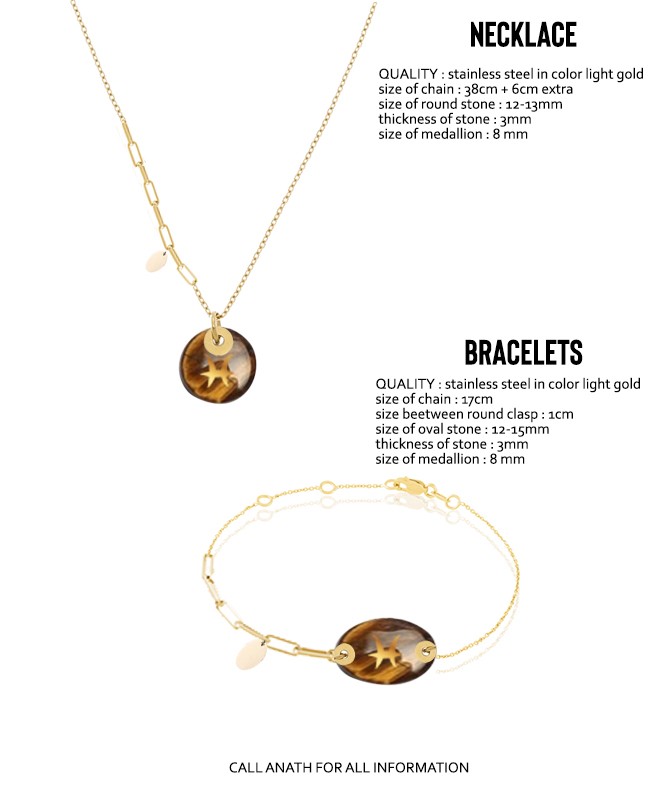 NECKLACE
QUALITY : stainless steel in color light gold
size of chain : 38cm + 6cm extra
size of round stone : 12-13mm
thickness of stone : 3mm
size of medallion : 8 mm
BRACELETS
QUALITY : stainless steel in color light gold
size of chain : 17cm
size beetween round clasp : 1cm
size of oval stone : 12-15mm
thickness of stone : 3mm
size of medallion : 8 mm
CALL ANATH FOR ALL INFORMATION